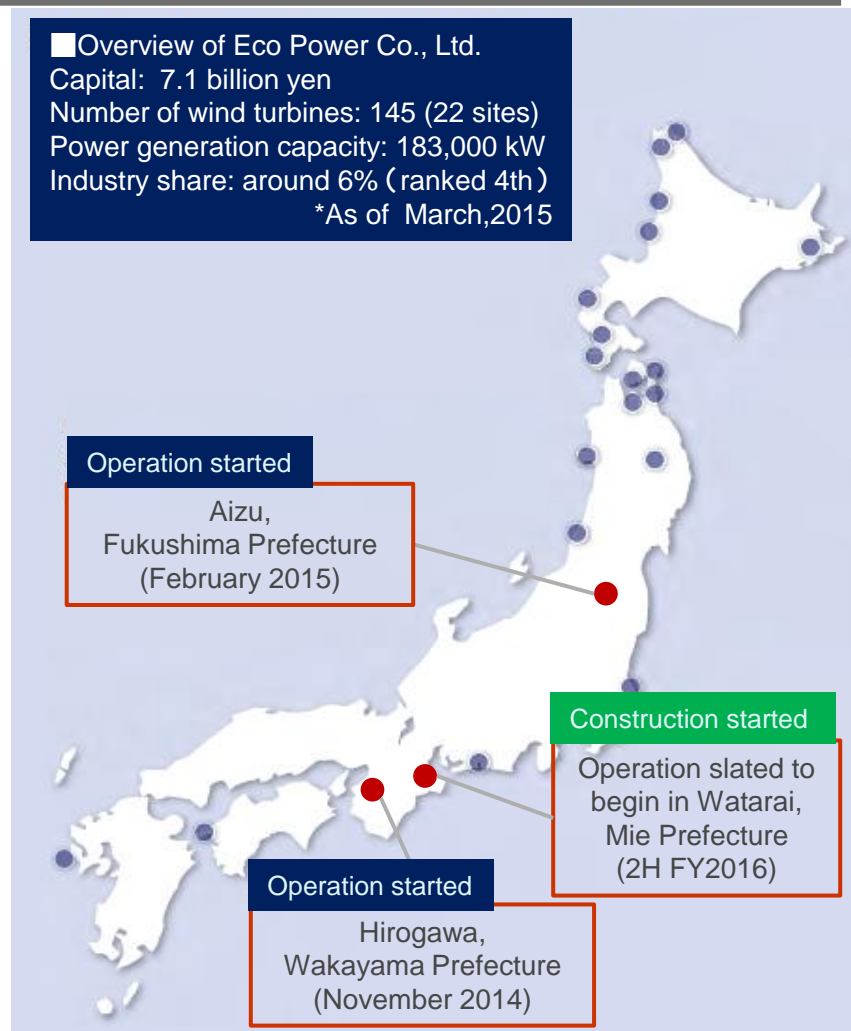 ■Overview of Eco Power Co., Ltd.
Capital: 7.1 billion yen
Number of wind turbines: 145 (22 sites)
Power generation capacity: 183,000 kW
Industry share: around 6% (ranked 4th)
*As of March,2015
Operation started
Aizu,
Fukushima Prefecture
(February 2015)
Construction started
Operation slated to
begin in Watarai,
Mie Prefecture
(2H FY2016)
Operation started
Hirogawa,
Wakayama Prefecture
(November 2014)